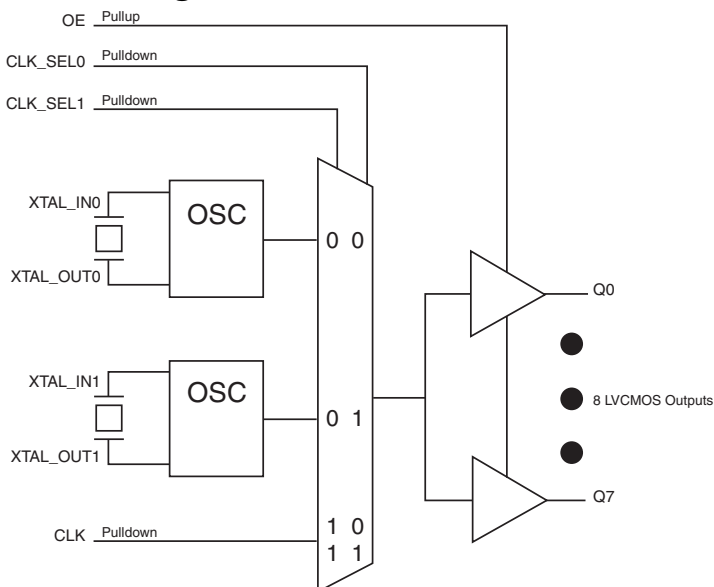 OE Pullup
CLK_SEL0 Pulldown
CLK_SEL1 Pulldown
XTAL_IN0
OSC
0 0
XTAL_OUT0
Q0
XTAL_IN1
OSC
0 1
8 LVCMOS Outputs
XTAL_OUT1
Q7
CLK Pulldown
1 0
1 1